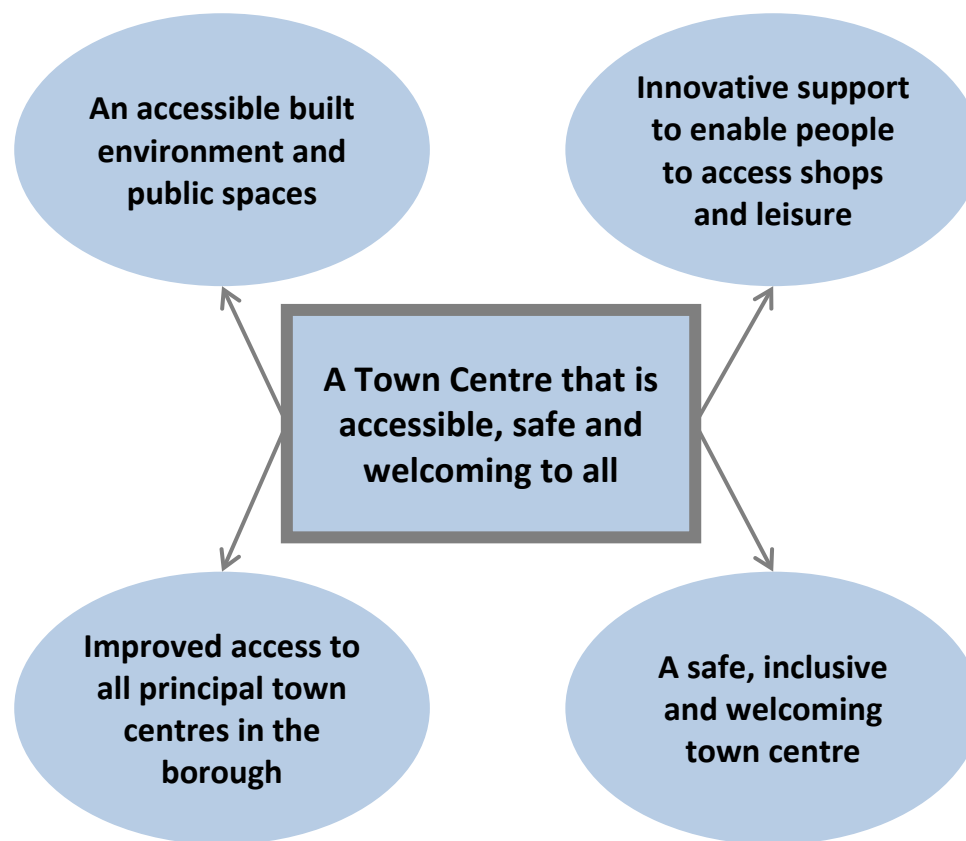 An accessible built
environment and
public spaces
Innovative support
to enable people
to access shops
and leisure
A Town Centre that is
accessible, safe and
welcoming to all
Improved access to
all principal town
centres in the
borough
A safe, inclusive
and welcoming
town centre